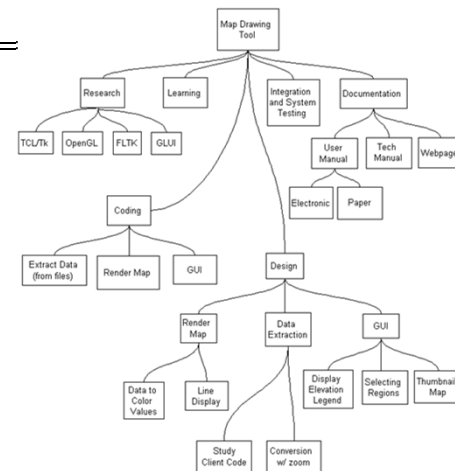 Map Drawing
Tool
Research
Learning
Integration
and System
Testing
Documentation
TCL/Tk
OpenGL
FLTK
GLUI
User
Manual
Tech
Manual
Webpage
Electronic
Paper
Coding
Extract Data
(from files)
Render Map
GUI
Design
Render
Map
Data
Extraction
GUI
Data to
Color
Values
Line
Display
Display
Elevation
Legend
Selecting
Regions
Thumbnail
Map
Study
Client Code
Conversion
w/ zoom